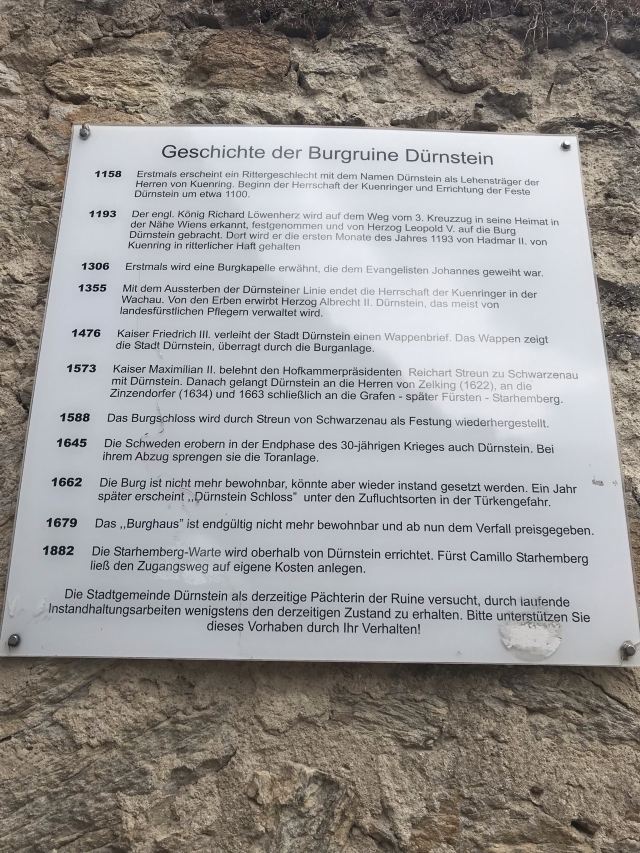 Geschichte der Burgruine Dürnstein
1158 Erstmals erscheint ein Rittergeschlecht mit dem Namen Dürnstein als Lehensträger der
Herren von Kuenring. Beginn der Herrschaft der Kuenringer und Errichtung der Feste
Dürnstein um etwa 1100.
1193 Der engl. König Richard Löwenherz wird auf dem Weg vom 3. Kreuzzug in seine Heimat in
der Nähe Wiens erkannt, festgenommen und von Herzog Leopold V. auf die Burg
Dürnstein gebracht. Dort wird er die ersten Monate des Jahres 1193 von Hadmar II. von
Kuenring in ritterlicher Haft gehalten
1306 Erstmals wird eine Burgkapelle erwähnt, die dem Evangelisten Johannes geweiht war.
1355 Mit dem Aussterben der Dürnsteiner Linie endet die Herrschaft der Kuenringer in der
Wachau. Von den Erben erwirbt Herzog Albrecht II. Dürnstein, das meist von
landesfürstlichen Pflegern verwaltet wird.
1476 Kaiser Friedrich III. verleiht der Stadt Dürnstein einen Wappenbrief. Das Wappen zeigt
die Stadt Dürnstein, überragt durch die Burganlage.
1573 Kaiser Maximilian II. belehnt den Hofkammerpräsidenten Reichart Streun zu Schwarzenau
mit Dürnstein. Danach gelangt Dürnstein an die Herren von Zelking (1622), an die
Zinzendorfer (1634) und 1663 schließlich an die Grafen - später Fürsten - Starhemberg.
1588 Das Burgschloss wird durch Streun von Schwarzenau als Festung wiederhergestellt.
1645 Die Schweden erobern in der Endphase des 30-jährigen Krieges auch Dürnstein. Bei
ihrem Abzug sprengen sie die Toranlage.
1662 Die Burg ist nicht mehr bewohnbar, könnte aber wieder instand gesetzt werden. Ein Jahr
später erscheint ,,Dürnstein Schloss" unter den Zufluchtsorten in der Türkengefahr.
1679 Das ,,Burghaus" ist endgültig nicht mehr bewohnbar und ab nun dem Verfall preisgegeben.
1882 Die Starhemberg-Warte wird oberhalb von Dürnstein errichtet. Fürst Camillo Starhemberg
ließ den Zugangsweg auf eigene Kosten anlegen.
Die Stadtgemeinde Dürnstein als derzeitige Pächterin der Ruine versucht, durch laufende
Instandhaltungsarbeiten wenigstens den derzeitigen Zustand zu erhalten. Bitte unterstützen Sie
dieses Vorhaben durch Ihr Verhalten!